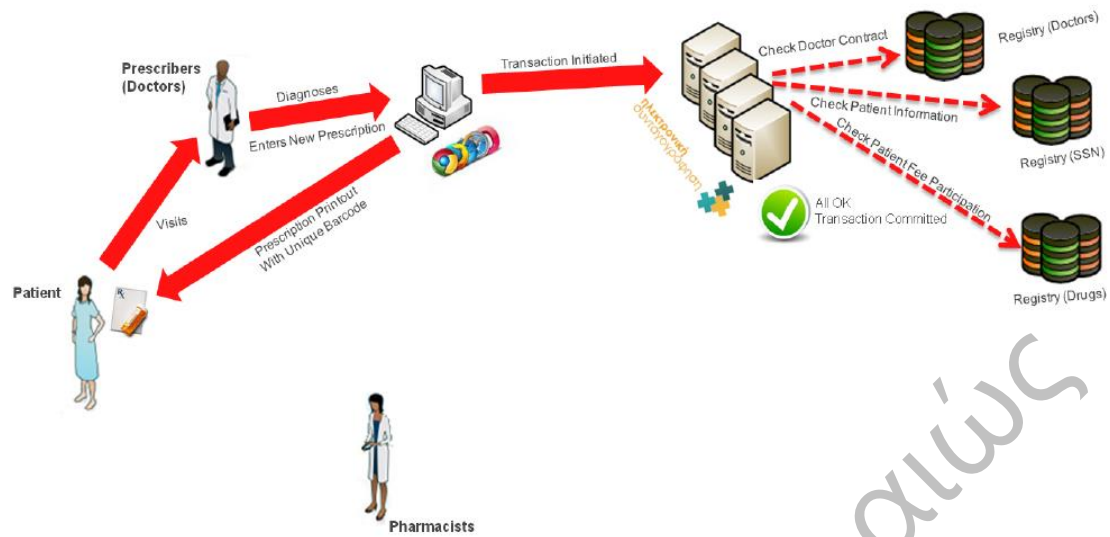 Prescribers
(Doctors)
Diagnoses
Enters New Prescription
Transaction Initiated
Check Doctor Contract
Registry (Doctors)
Check Patient Information
Registry (SSN)
Check Patient Fee Participation
Registry (Drugs)
ηλεκτρονική
συνταγογράφηση
All OK
Transaction Committed
Visits
Prescription Printout
With Unique Barcode
Patient
Rx
Pharmacists
αιώς